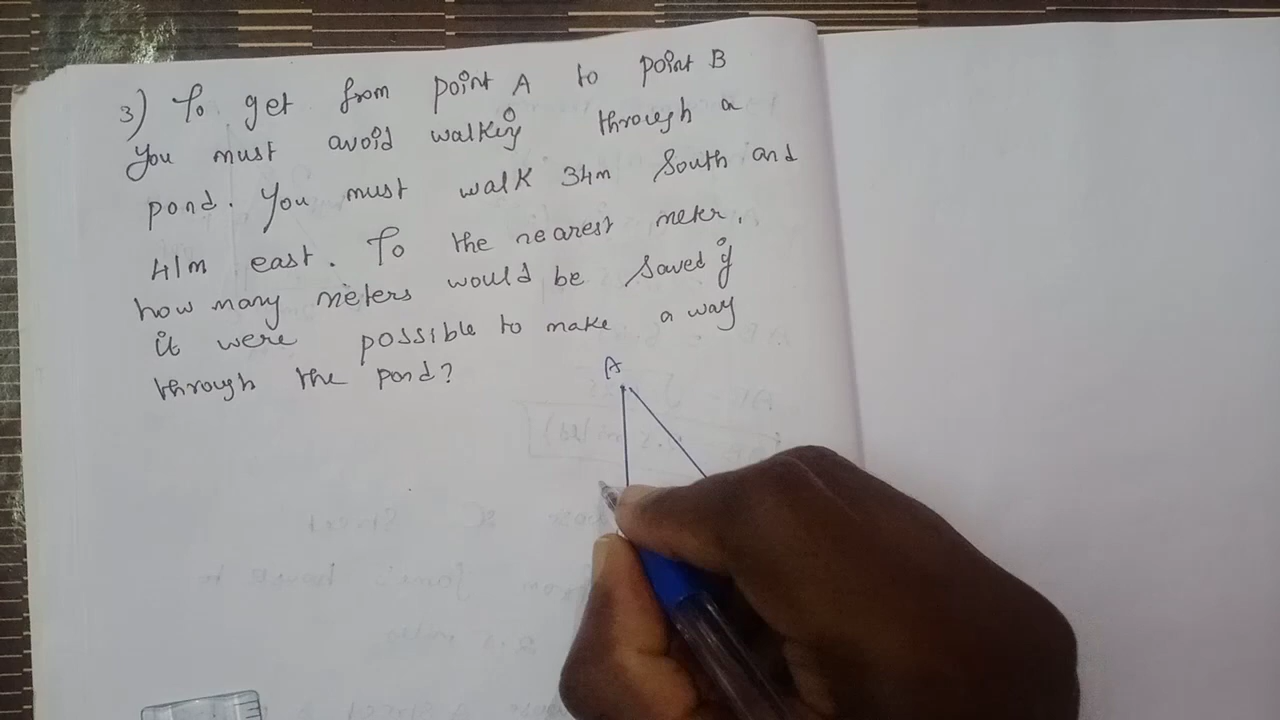 3) To get from point A to point B
You must avoid walking through a
pond. You must walk 34m South and
41m east. To the nearest meter,
how many meters would be saved if
it were possible to make a way
through the pond?
A